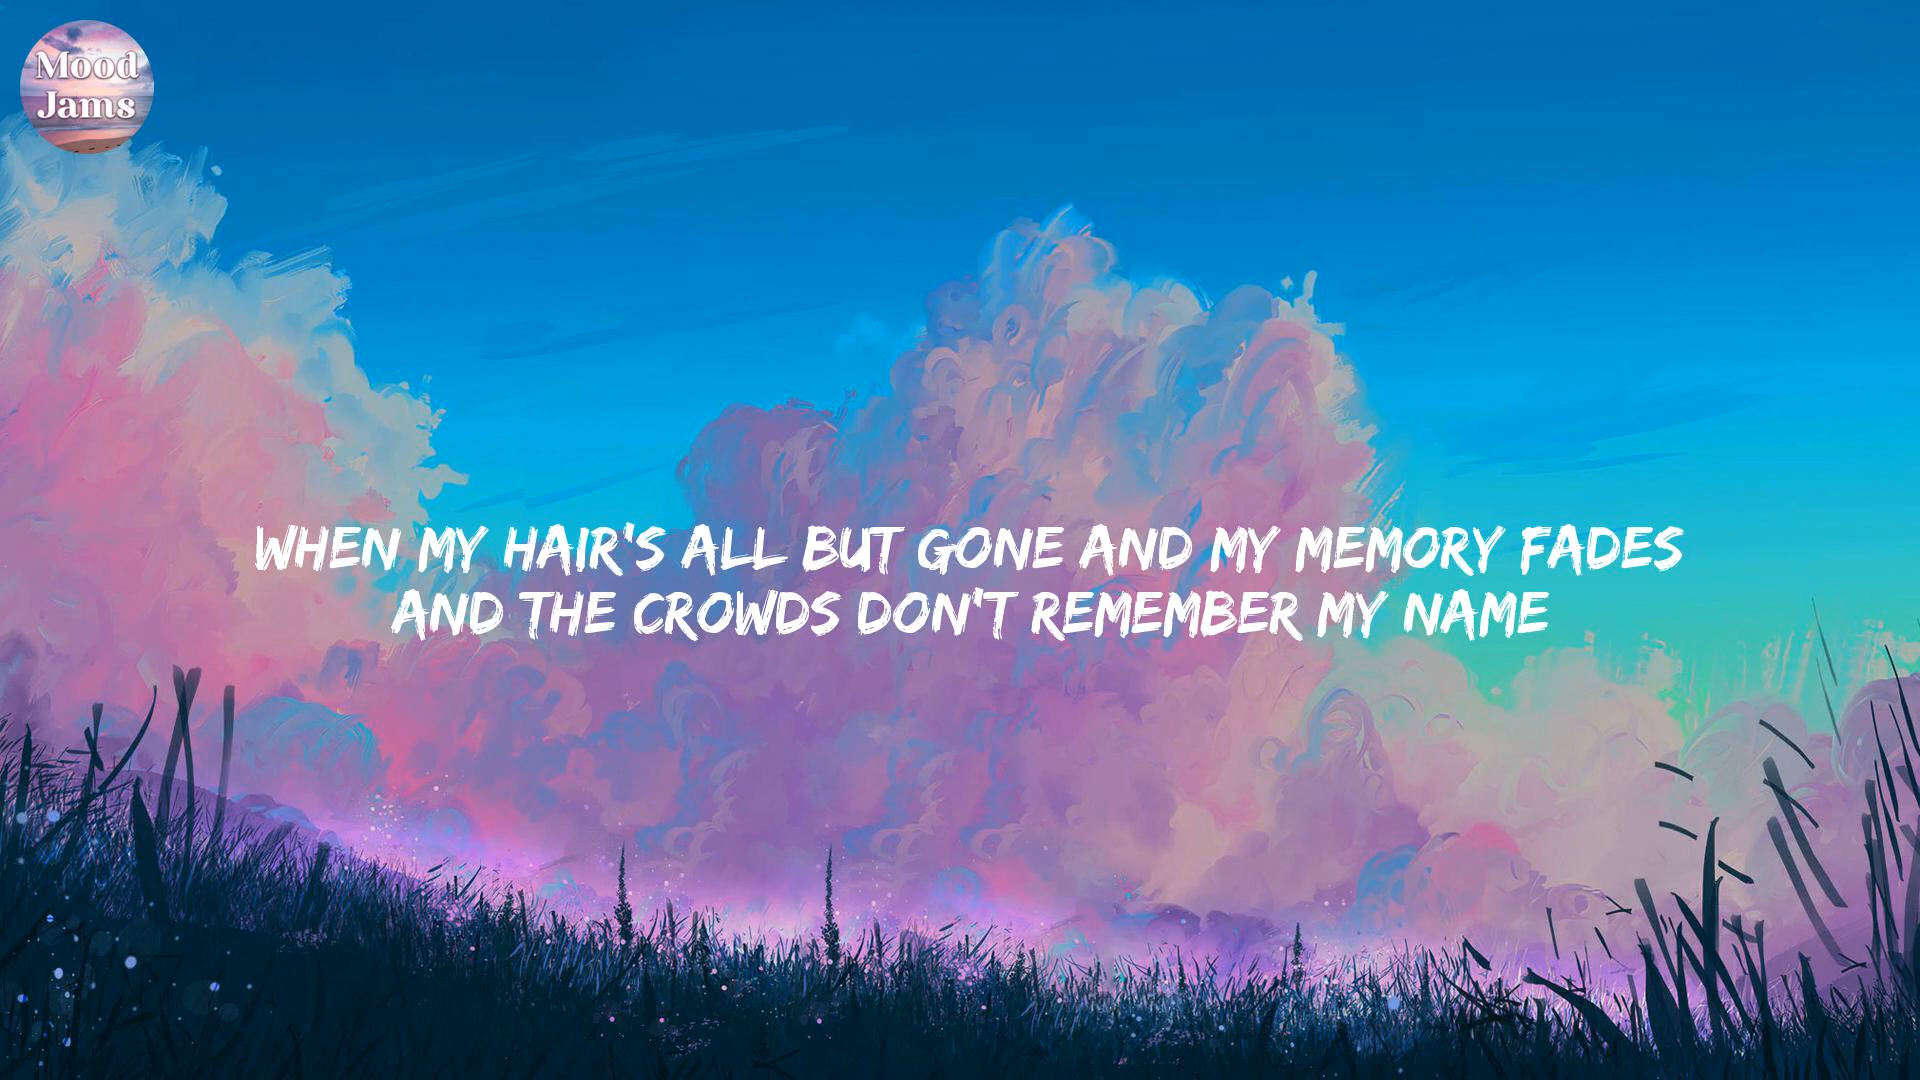 Mood
Jams
WHEN MY HAIR'S ALL BUT GONE AND MY MEMORY FADES
AND THE CROWDS DON'T REMEMBER MY NAME